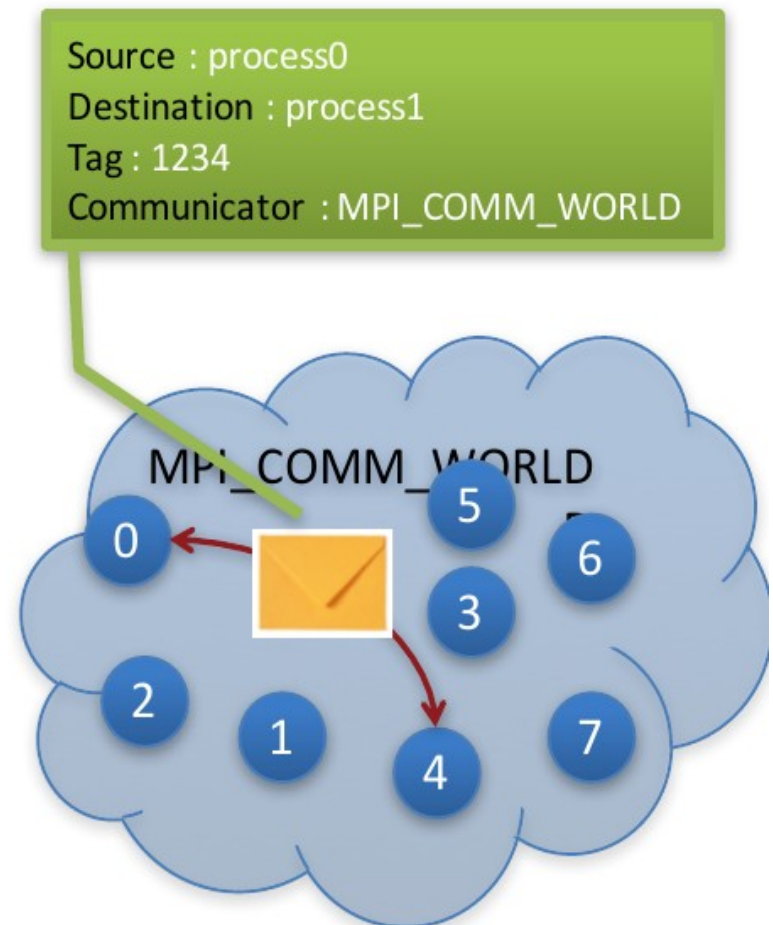 Source : process0
Destination : process1
Tag : 1234
Communicator : MPI_COMM_WORLD
MPI_COMM_WORLD
5
0
6
3
2
1
4
7